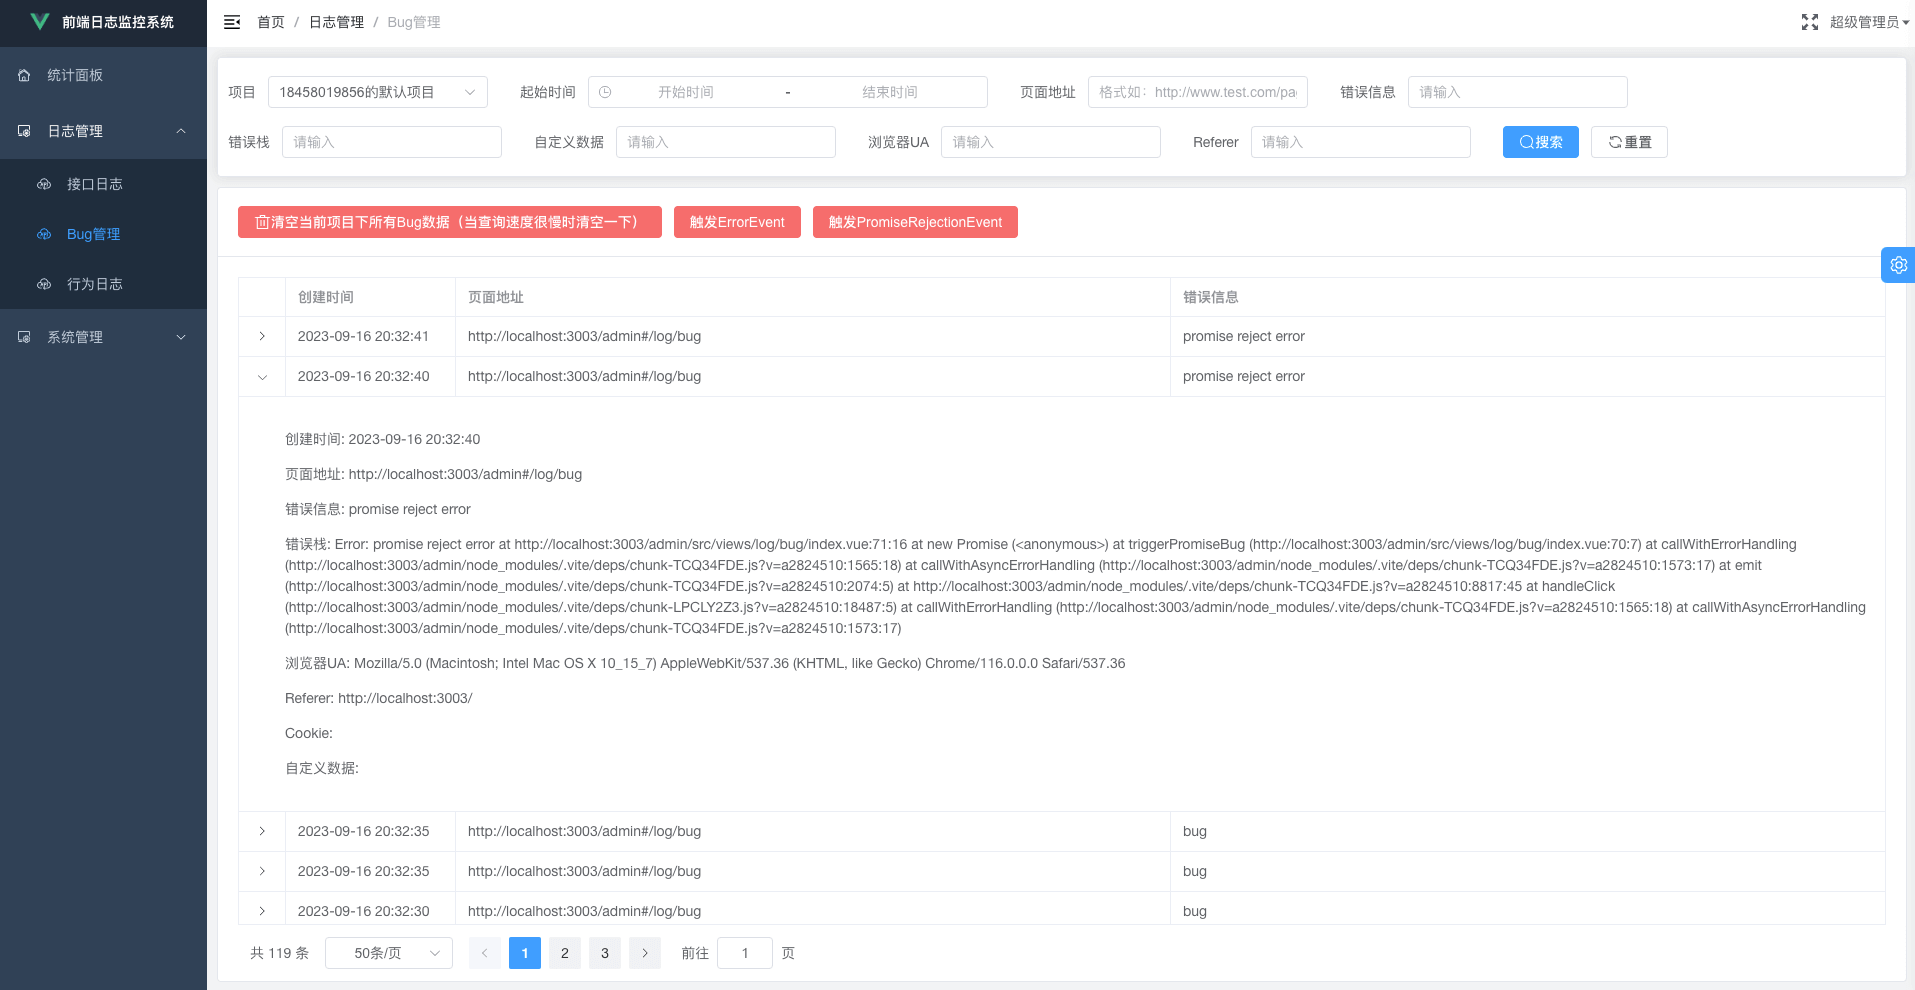 前端日志监控系统
首页 / 日志管理 / Bug管理
超级管理员
统计面板
日志管理
接口日志
Bug管理
行为日志
系统管理
项目 18458019856的默认项目 起始时间 开始时间 - 结束时间 页面地址 格式如：http://www.test.com/pa 错误信息 请输入
错误栈 请输入 自定义数据 请输入 浏览器UA 请输入 Referer 请输入 搜索 重置
清空当前项目下所有Bug数据（当查询速度很慢时清空一下） 触发ErrorEvent 触发PromiseRejectionEvent
创建时间 页面地址 错误信息
2023-09-16 20:32:41 http://localhost:3003/admin#/log/bug promise reject error
2023-09-16 20:32:40 http://localhost:3003/admin#/log/bug promise reject error
创建时间: 2023-09-16 20:32:40
页面地址: http://localhost:3003/admin#/log/bug
错误信息: promise reject error
错误栈: Error: promise reject error at http://localhost:3003/admin/src/views/log/bug/index.vue:71:16 at new Promise (<anonymous>) at triggerPromiseBug (http://localhost:3003/admin/src/views/log/bug/index.vue:70:7) at callWithErrorHandling
(http://localhost:3003/admin/node_modules/.vite/deps/chunk-TCQ34FDE.js?v=a2824510:1565:18) at callWithAsyncErrorHandling (http://localhost:3003/admin/node_modules/.vite/deps/chunk-TCQ34FDE.js?v=a2824510:1573:17) at emit
(http://localhost:3003/admin/node_modules/.vite/deps/chunk-TCQ34FDE.js?v=a2824510:2074:5) at http://localhost:3003/admin/node_modules/.vite/deps/chunk-TCQ34FDE.js?v=a2824510:8817:45 at handleClick
(http://localhost:3003/admin/node_modules/.vite/deps/chunk-LPCLY2Z3.js?v=a2824510:18487:5) at callWithErrorHandling (http://localhost:3003/admin/node_modules/.vite/deps/chunk-TCQ34FDE.js?v=a2824510:1565:18) at callWithAsyncErrorHandling
(http://localhost:3003/admin/node_modules/.vite/deps/chunk-TCQ34FDE.js?v=a2824510:1573:17)
浏览器UA: Mozilla/5.0 (Macintosh; Intel Mac OS X 10_15_7) AppleWebKit/537.36 (KHTML, like Gecko) Chrome/116.0.0.0 Safari/537.36
Referer: http://localhost:3003/
Cookie:
自定义数据:
2023-09-16 20:32:35 http://localhost:3003/admin#/log/bug bug
2023-09-16 20:32:35 http://localhost:3003/admin#/log/bug bug
2023-09-16 20:32:30 http://localhost:3003/admin#/log/bug bug
共 119 条 50条/页 1 2 3 前往 1 页